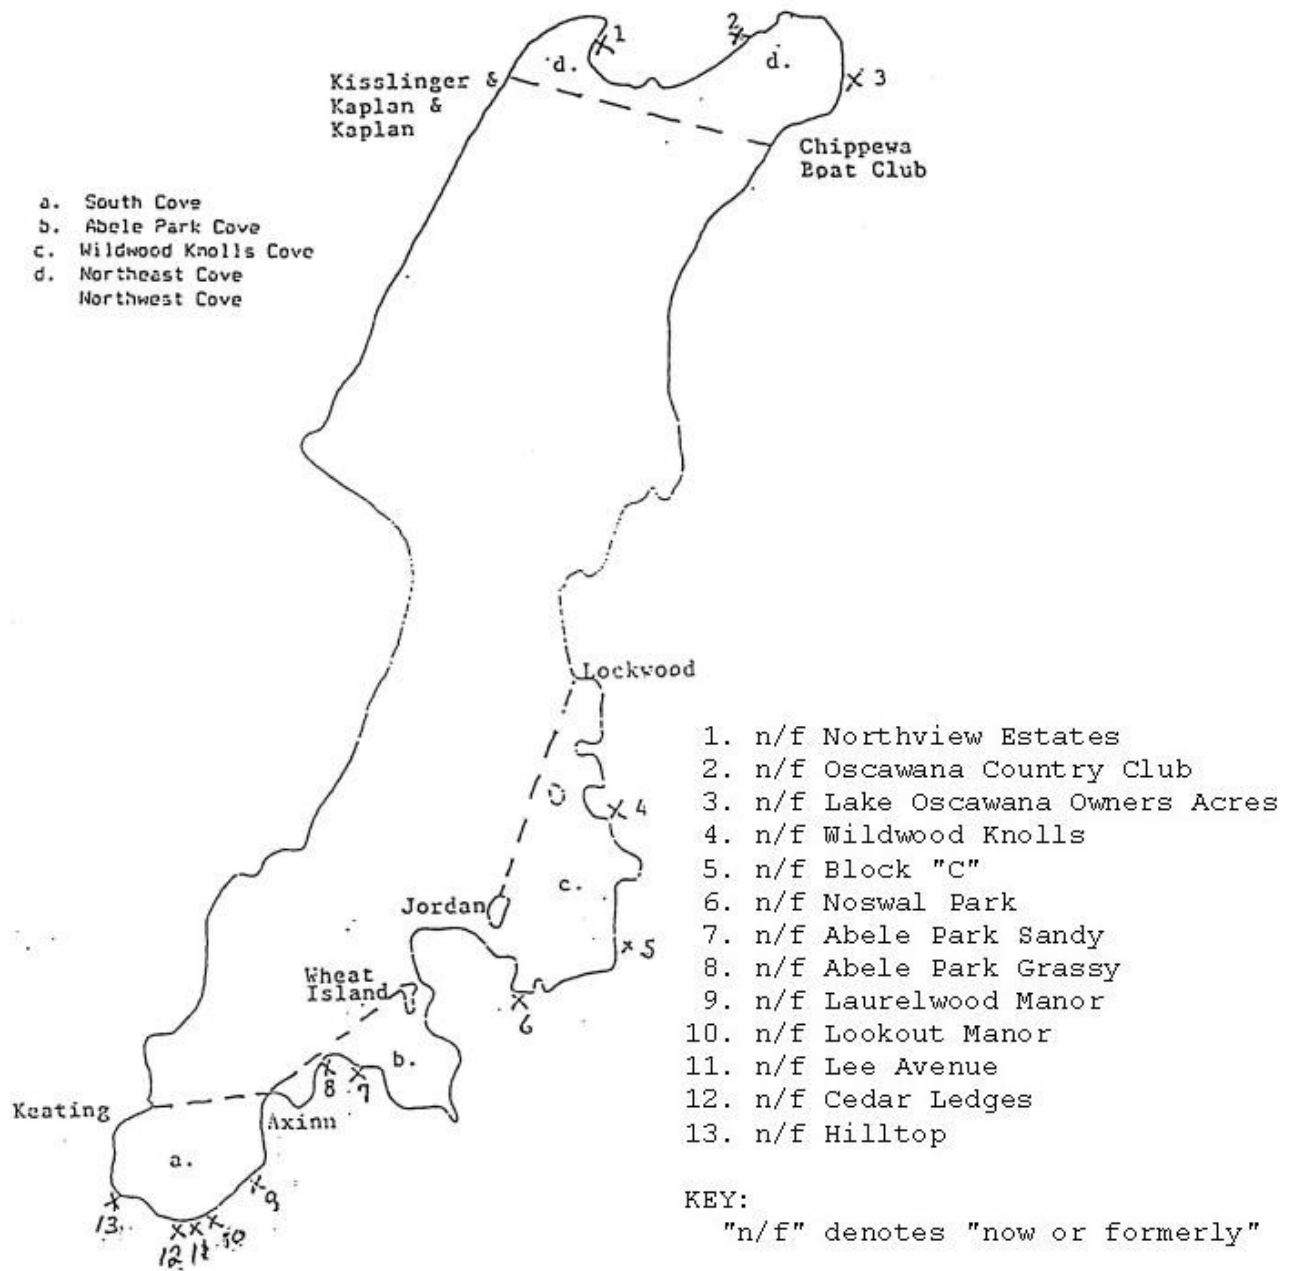 1
2
d.
d.
3
Kisslinger &
Kaplan &
Kaplan
Chippewa
Boat Club
a. South Cove
b. Abele Park Cove
c. Wildwood Knolls Cove
d. Northeast Cove
Northwest Cove
Lockwood
4
c.
Jordan
5
Wheat
Island
6
b.
8
7
Keating
Axinn
a.
9
13
12
11
10
1. n/f Northview Estates
2. n/f Oscawana Country Club
3. n/f Lake Oscawana Owners Acres
4. n/f Wildwood Knolls
5. n/f Block "C"
6. n/f Noswal Park
7. n/f Abele Park Sandy
8. n/f Abele Park Grassy
9. n/f Laurelwood Manor
10. n/f Lookout Manor
11. n/f Lee Avenue
12. n/f Cedar Ledges
13. n/f Hilltop
KEY:
"n/f" denotes "now or formerly"